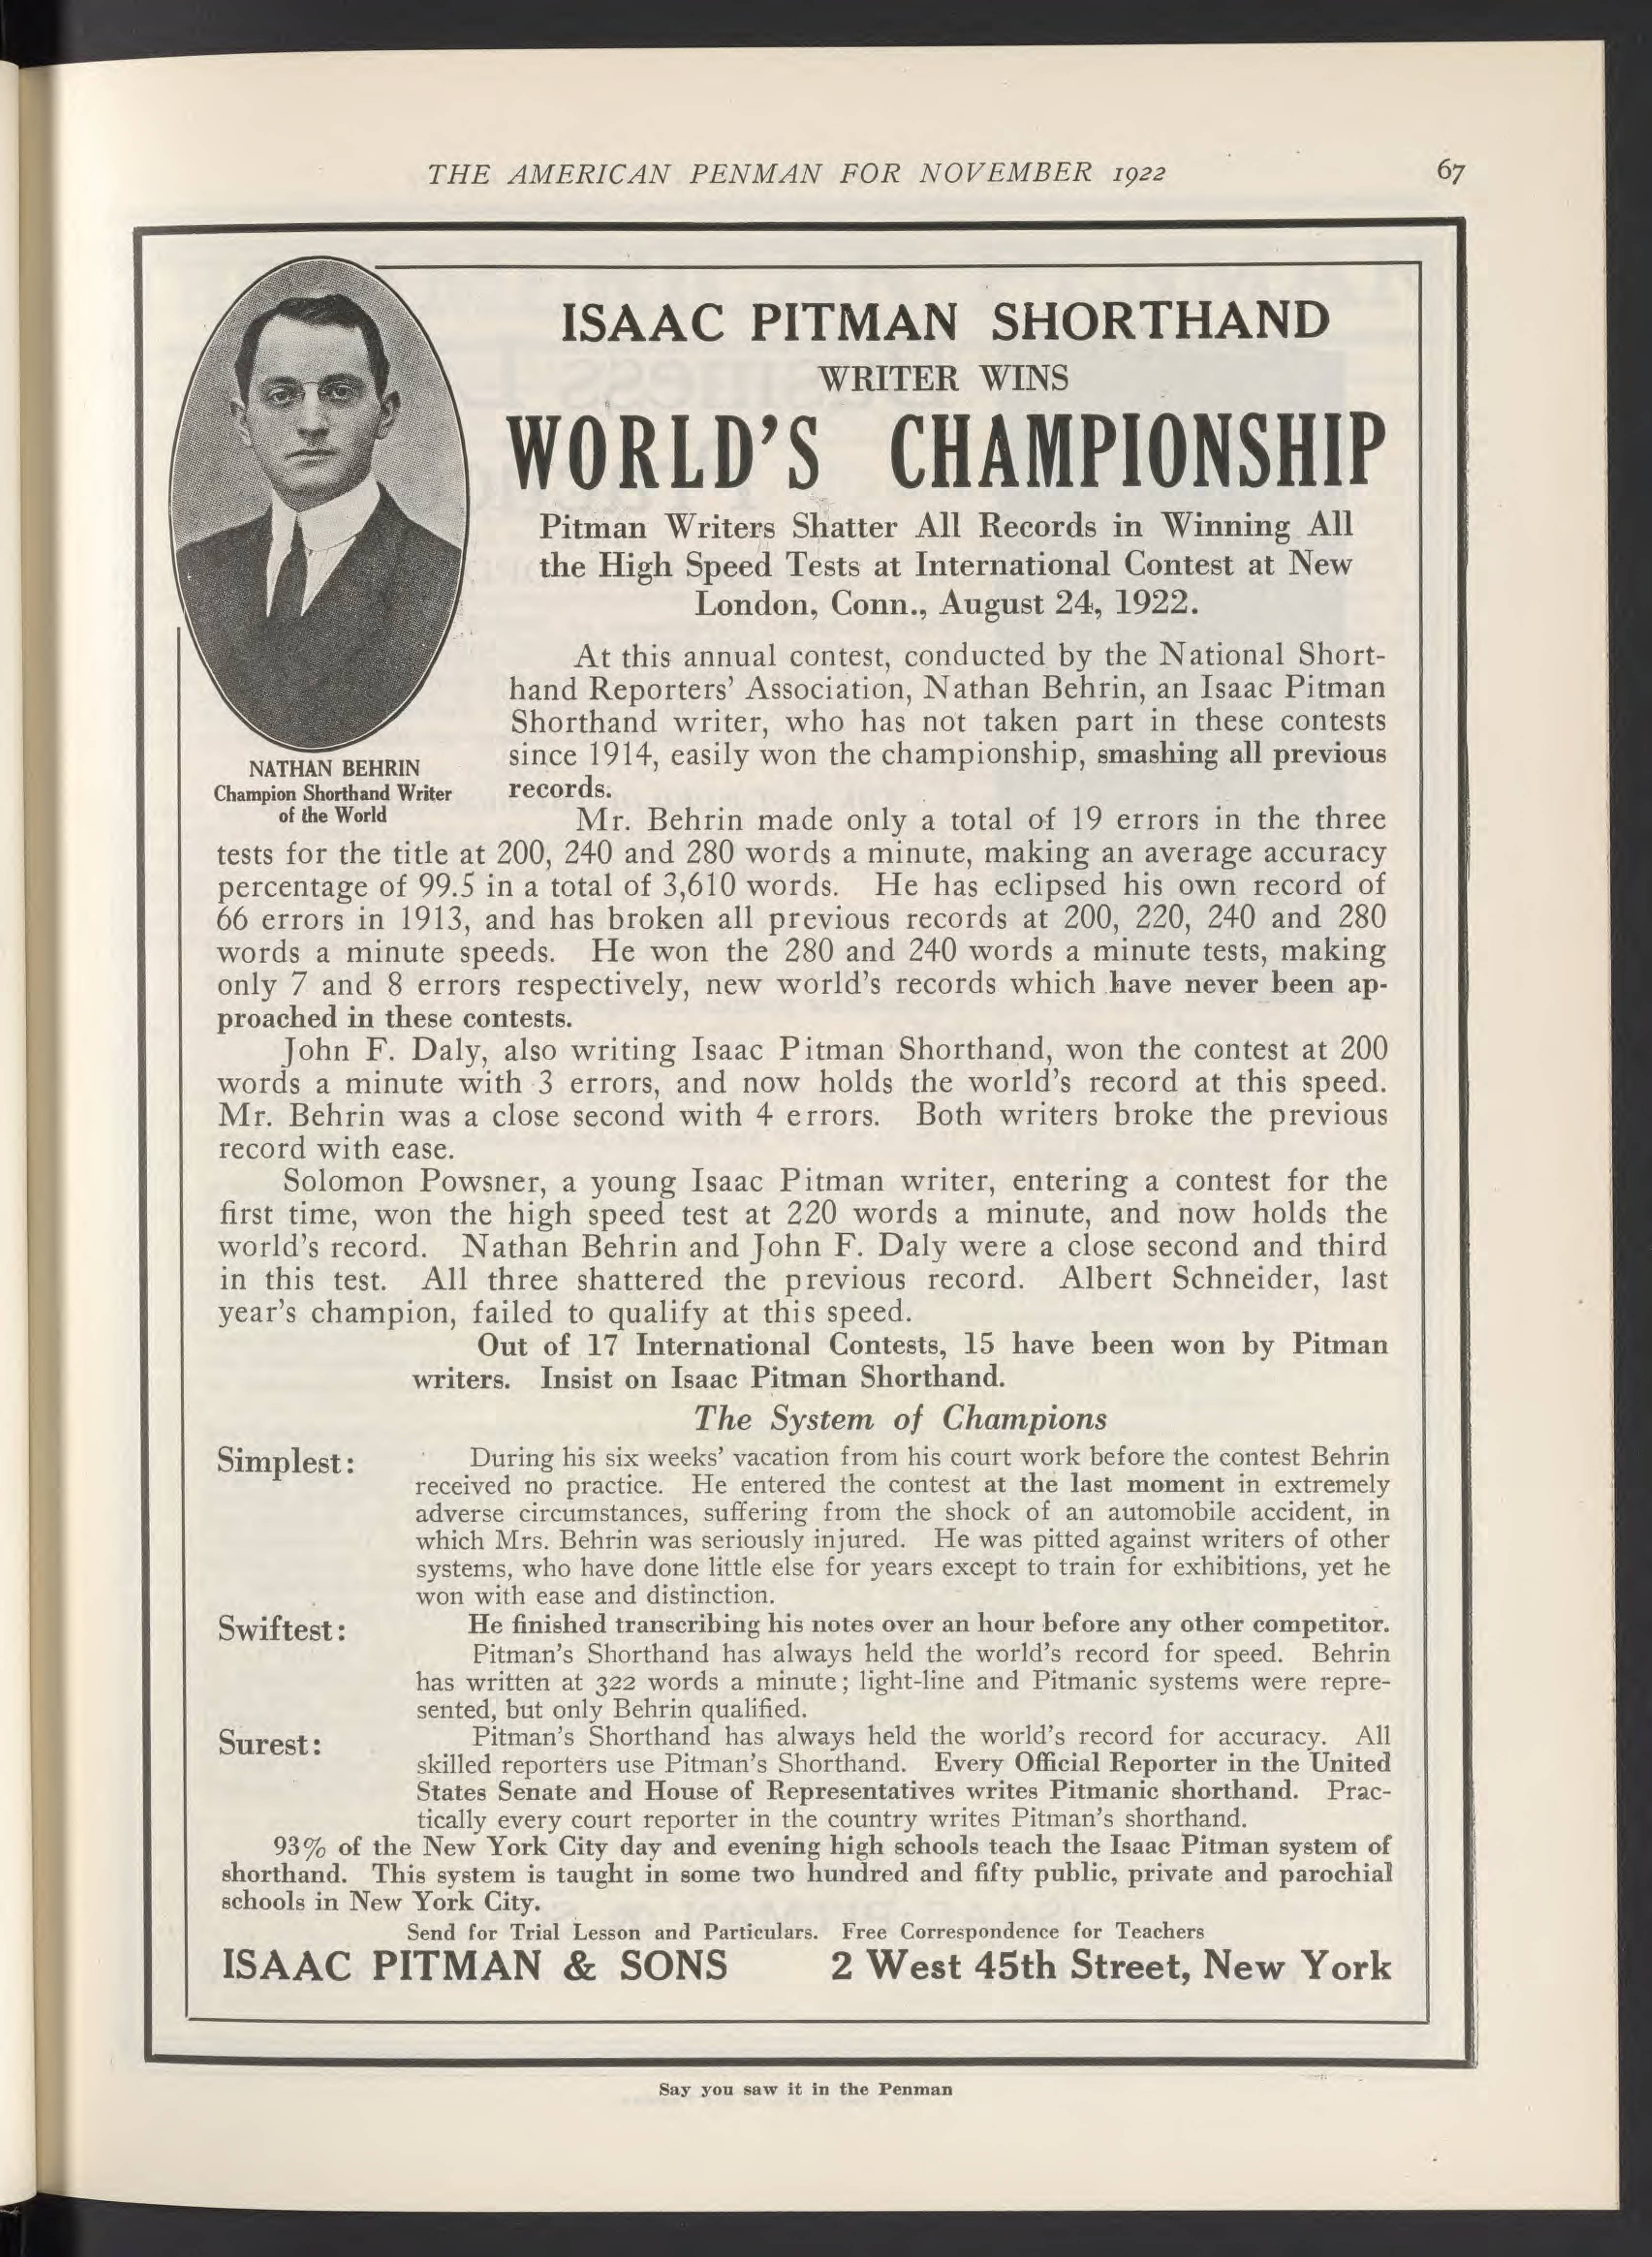 THE AMERICAN PENMAN FOR NOVEMBER 1922
67
ISAAC PITMAN SHORTHAND
WRITER WINS
WORLD'S CHAMPIONSHIP
Pitman Writers Shatter All Records in Winning All
the High Speed Tests at International Contest at New
London, Conn., August 24, 1922.
NATHAN BEHRIN
Champion Shorthand Writer
of the World
At this annual contest, conducted by the National Short-
hand Reporters' Association, Nathan Behrin, an Isaac Pitman
Shorthand writer, who has not taken part in these contests
since 1914, easily won the championship, smashing all previous
records.
Mr. Behrin made only a total of 19 errors in the three
tests for the title at 200, 240 and 280 words a minute, making an average accuracy
percentage of 99.5 in a total of 3,610 words. He has eclipsed his own record of
66 errors in 1913, and has broken all previous records at 200, 220, 240 and 280
words a minute speeds. He won the 280 and 240 words a minute tests, making
only 7 and 8 errors respectively, new world's records which have never been ap-
proached in these contests.
John F. Daly, also writing Isaac Pitman Shorthand, won the contest at 200
words a minute with 3 errors, and now holds the world's record at this speed.
Mr. Behrin was a close second with 4 errors. Both writers broke the previous
record with ease.
Solomon Powsner, a young Isaac Pitman writer, entering a contest for the
first time, won the high speed test at 220 words a minute, and now holds the
world's record. Nathan Behrin and John F. Daly were a close second and third
in this test. All three shattered the previous record. Albert Schneider, last
year's champion, failed to qualify at this speed.
Out of 17 International Contests, 15 have been won by Pitman
writers. Insist on Isaac Pitman Shorthand.
The System of Champions
Simplest: During his six weeks' vacation from his court work before the contest Behrin
received no practice. He entered the contest at the last moment in extremely
adverse circumstances, suffering from the shock of an automobile accident, in
which Mrs. Behrin was seriously injured. He was pitted against writers of other
systems, who have done little else for years except to train for exhibitions, yet he
won with ease and distinction.
Swiftest: He finished transcribing his notes over an hour before any other competitor.
Pitman's Shorthand has always held the world's record for speed. Behrin
has written at 322 words a minute; light-line and Pitmanic systems were repre-
sented, but only Behrin qualified.
Surest: Pitman's Shorthand has always held the world's record for accuracy. All
skilled reporters use Pitman's Shorthand. Every Official Reporter in the United
States Senate and House of Representatives writes Pitmanic shorthand. Prac-
tically every court reporter in the country writes Pitman's shorthand.
93% of the New York City day and evening high schools teach the Isaac Pitman system of
shorthand. This system is taught in some two hundred and fifty public, private and parochial
schools in New York City.
Send for Trial Lesson and Particulars. Free Correspondence for Teachers
ISAAC PITMAN & SONS 2 West 45th Street, New York
Say you saw it in the Penman